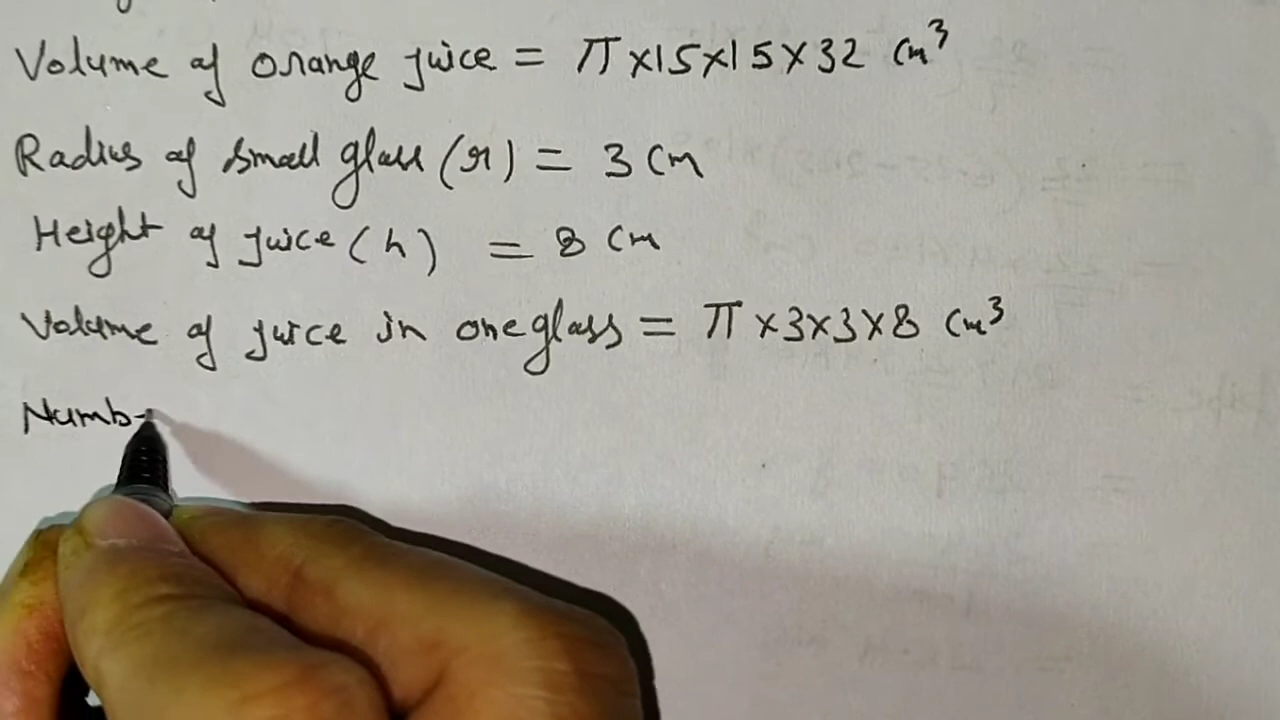 Volume of orange juice = π×15×15×32 cm³
Radius of small glass (r) = 3 cm
Height of juice (h) = 8 cm
Volume of juice in one glass = π×3×3×8 cm³
Numb